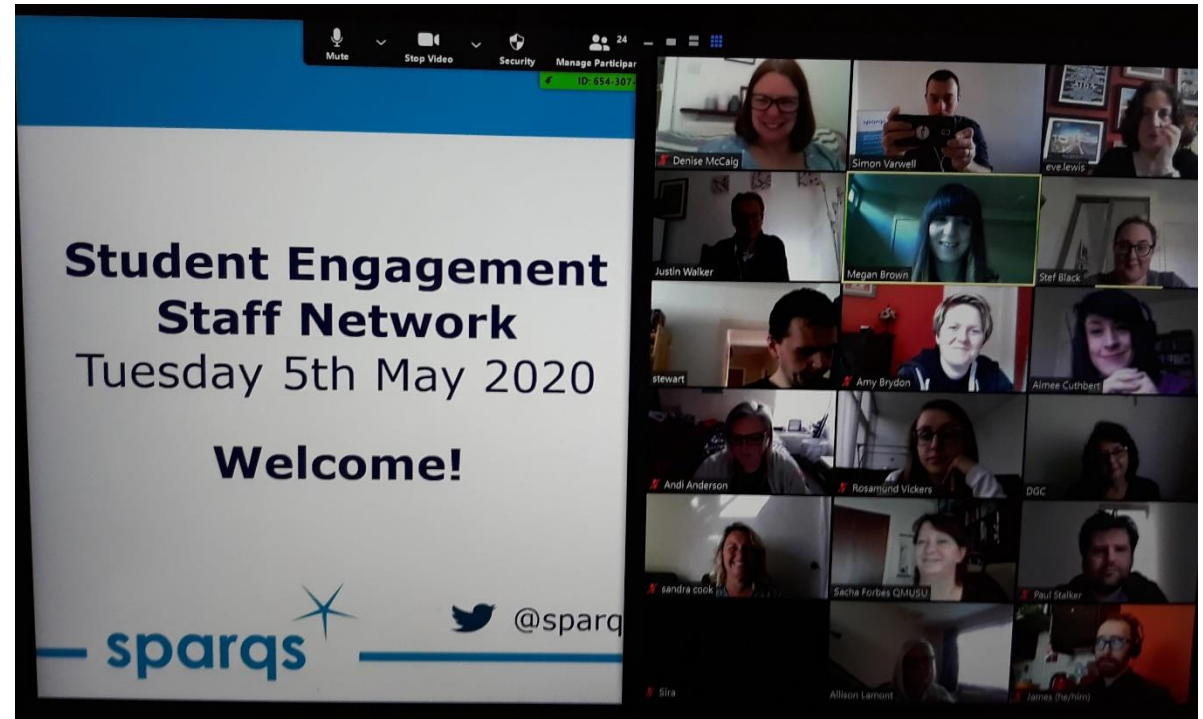 Mute
Stop Video
Security
24
Manage Participan
ID: 654-307-
Student Engagement
Staff Network
Tuesday 5th May 2020
Welcome!
sparqs
@sparq
Denise McCaig
Simon Varwell
eve.lewis
Justin Walker
Megan Brown
Stef Black
stewart
Amy Brydon
Aimee Cuthbert
Andi Anderson
Rosamund Vickers
DGC
sandra cook
Sacha Forbes QMUSU
Paul Stalker
Sira
Allison Lamont
James (he/him)